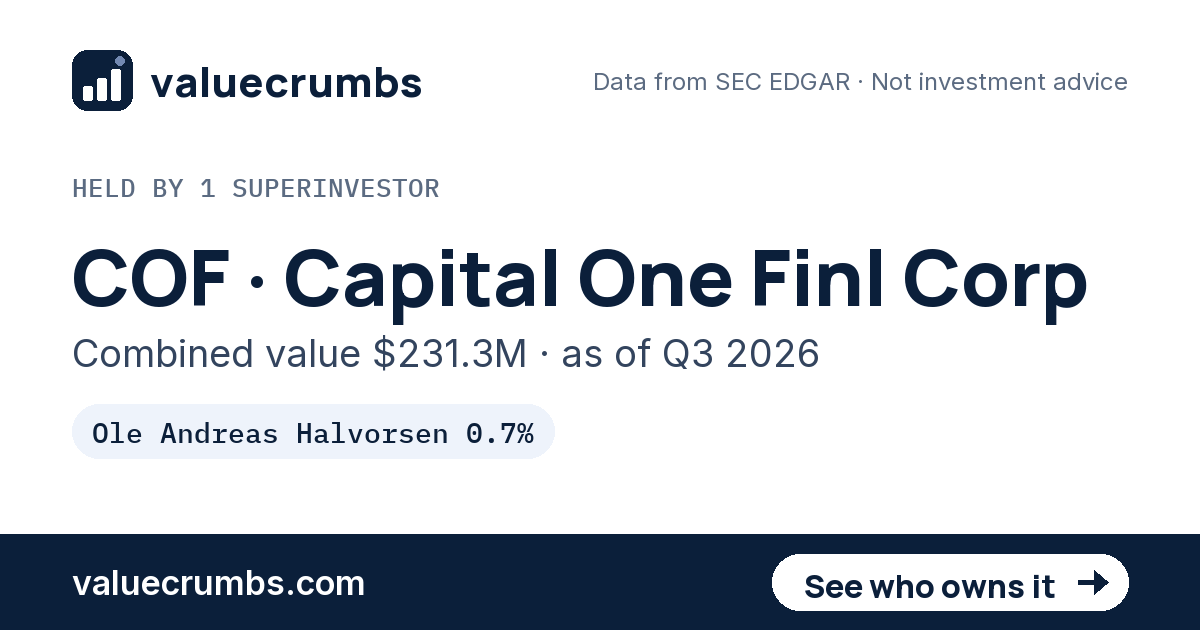 valuecrumbs
Data from SEC EDGAR · Not investment advice
HELD BY 1 SUPERINVESTOR
COF · Capital One Finl Corp
Combined value $231.3M · as of Q3 2026
Ole Andreas Halvorsen 0.7%
valuecrumbs.com
See who owns it →